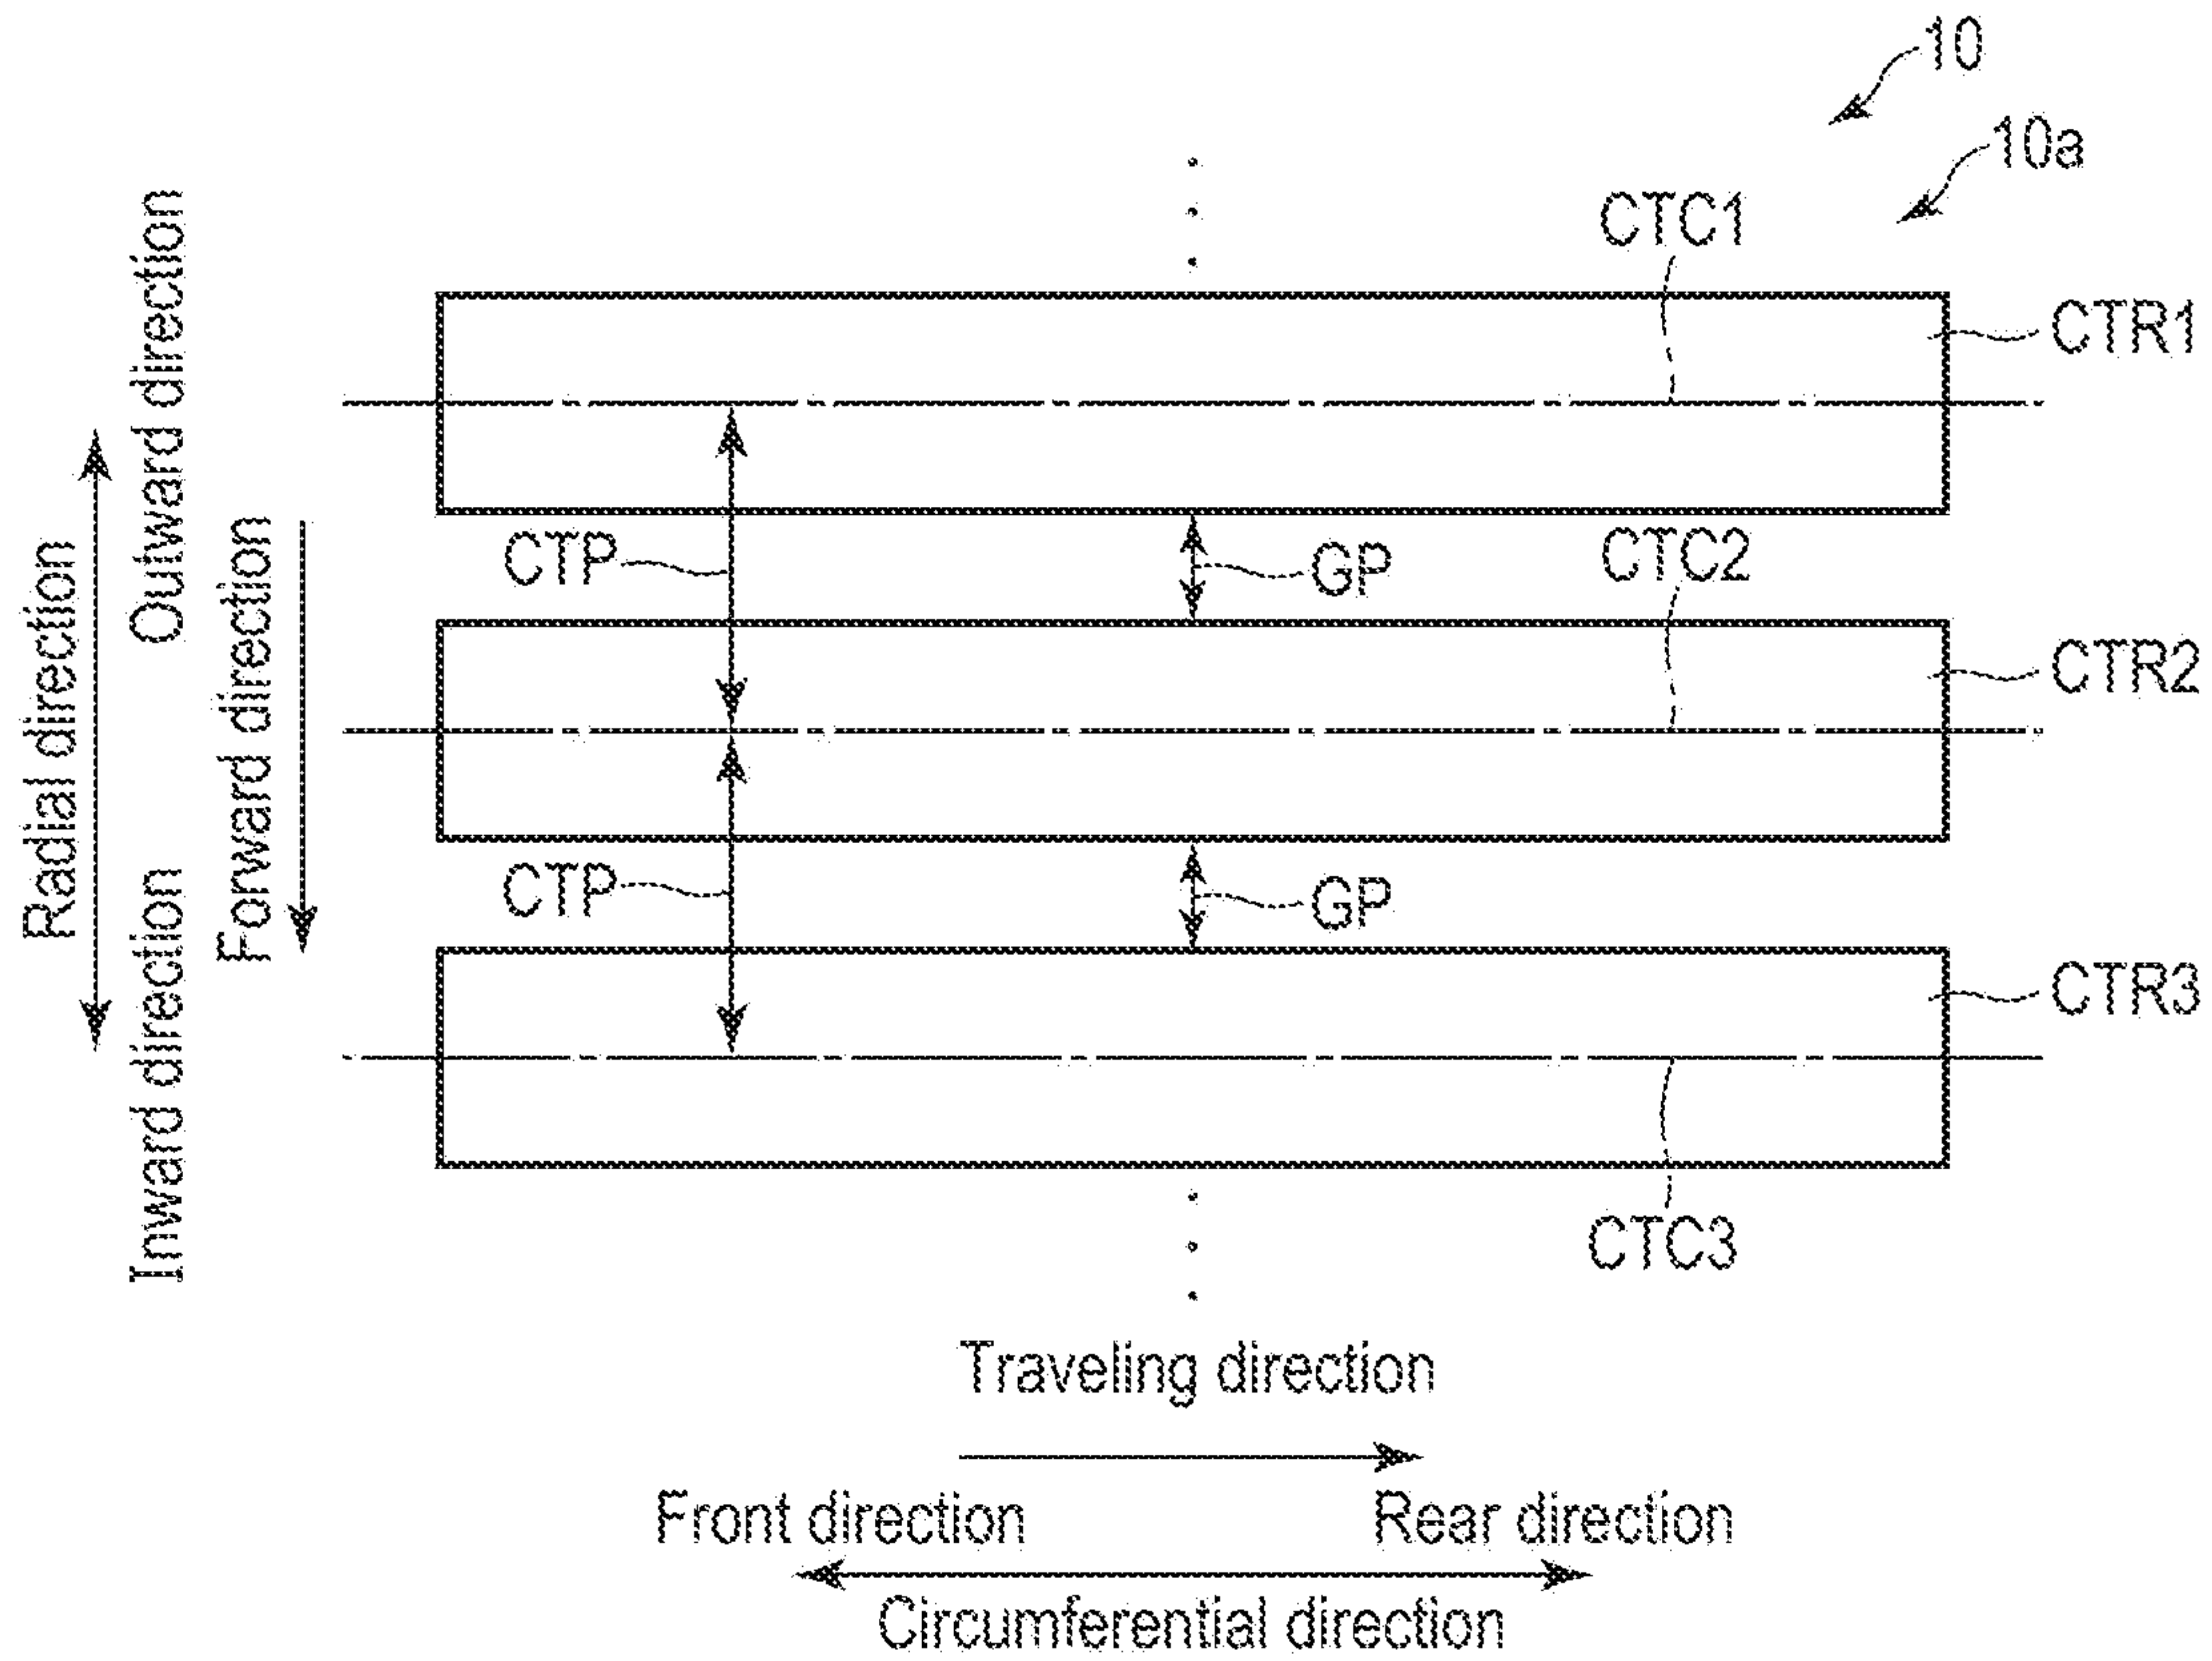 10
10a
CTC1
CTR1
Outward direction
CTP
GP
CTC2
Radial direction
Forward direction
CTR2
CTP
GP
Inward direction
CTR3
CTC3
Traveling direction
Front direction
Rear direction
Circumferential direction